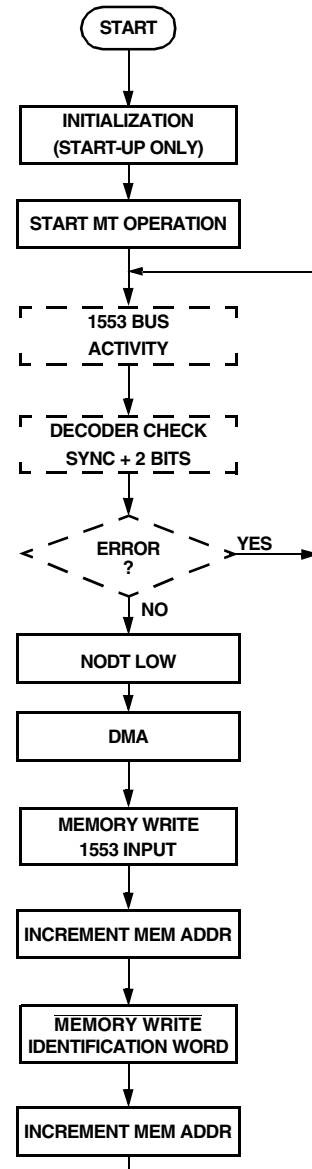 START
INITIALIZATION
(START-UP ONLY)
START MT OPERATION
1553 BUS
ACTIVITY
DECODER CHECK
SYNC + 2 BITS
ERROR
?
YES
NO
NODT LOW
DMA
MEMORY WRITE
1553 INPUT
INCREMENT MEM ADDR
MEMORY WRITE
IDENTIFICATION WORD
INCREMENT MEM ADDR